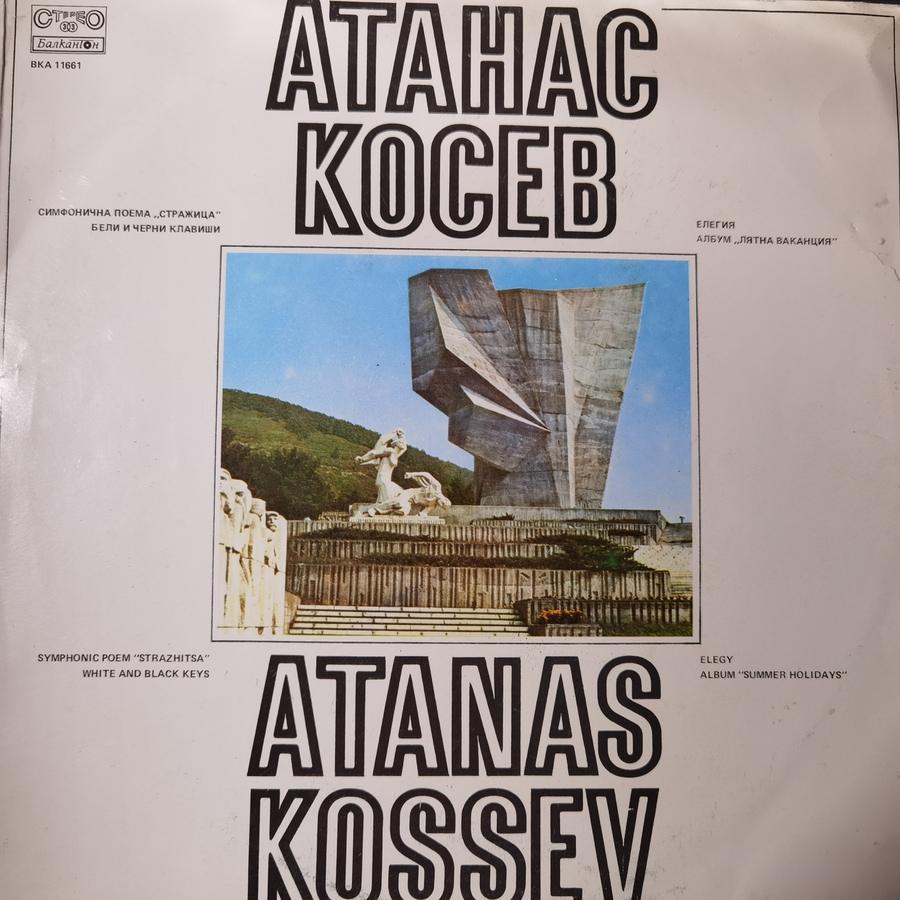 СТЕРЕО
33
Балкантон
ВКА 11661
АТАНАС
КОСЕВ
СИМФОНИЧНА ПОЕМА „СТРАЖИЦА"
БЕЛИ И ЧЕРНИ КЛАВИШИ
ЕЛЕГИЯ
АЛБУМ „ЛЯТНА ВАКАНЦИЯ"
SYMPHONIC POEM "STRAZHITSA"
WHITE AND BLACK KEYS
ELEGY
ALBUM "SUMMER HOLIDAYS"
ATANAS
KOSSEV